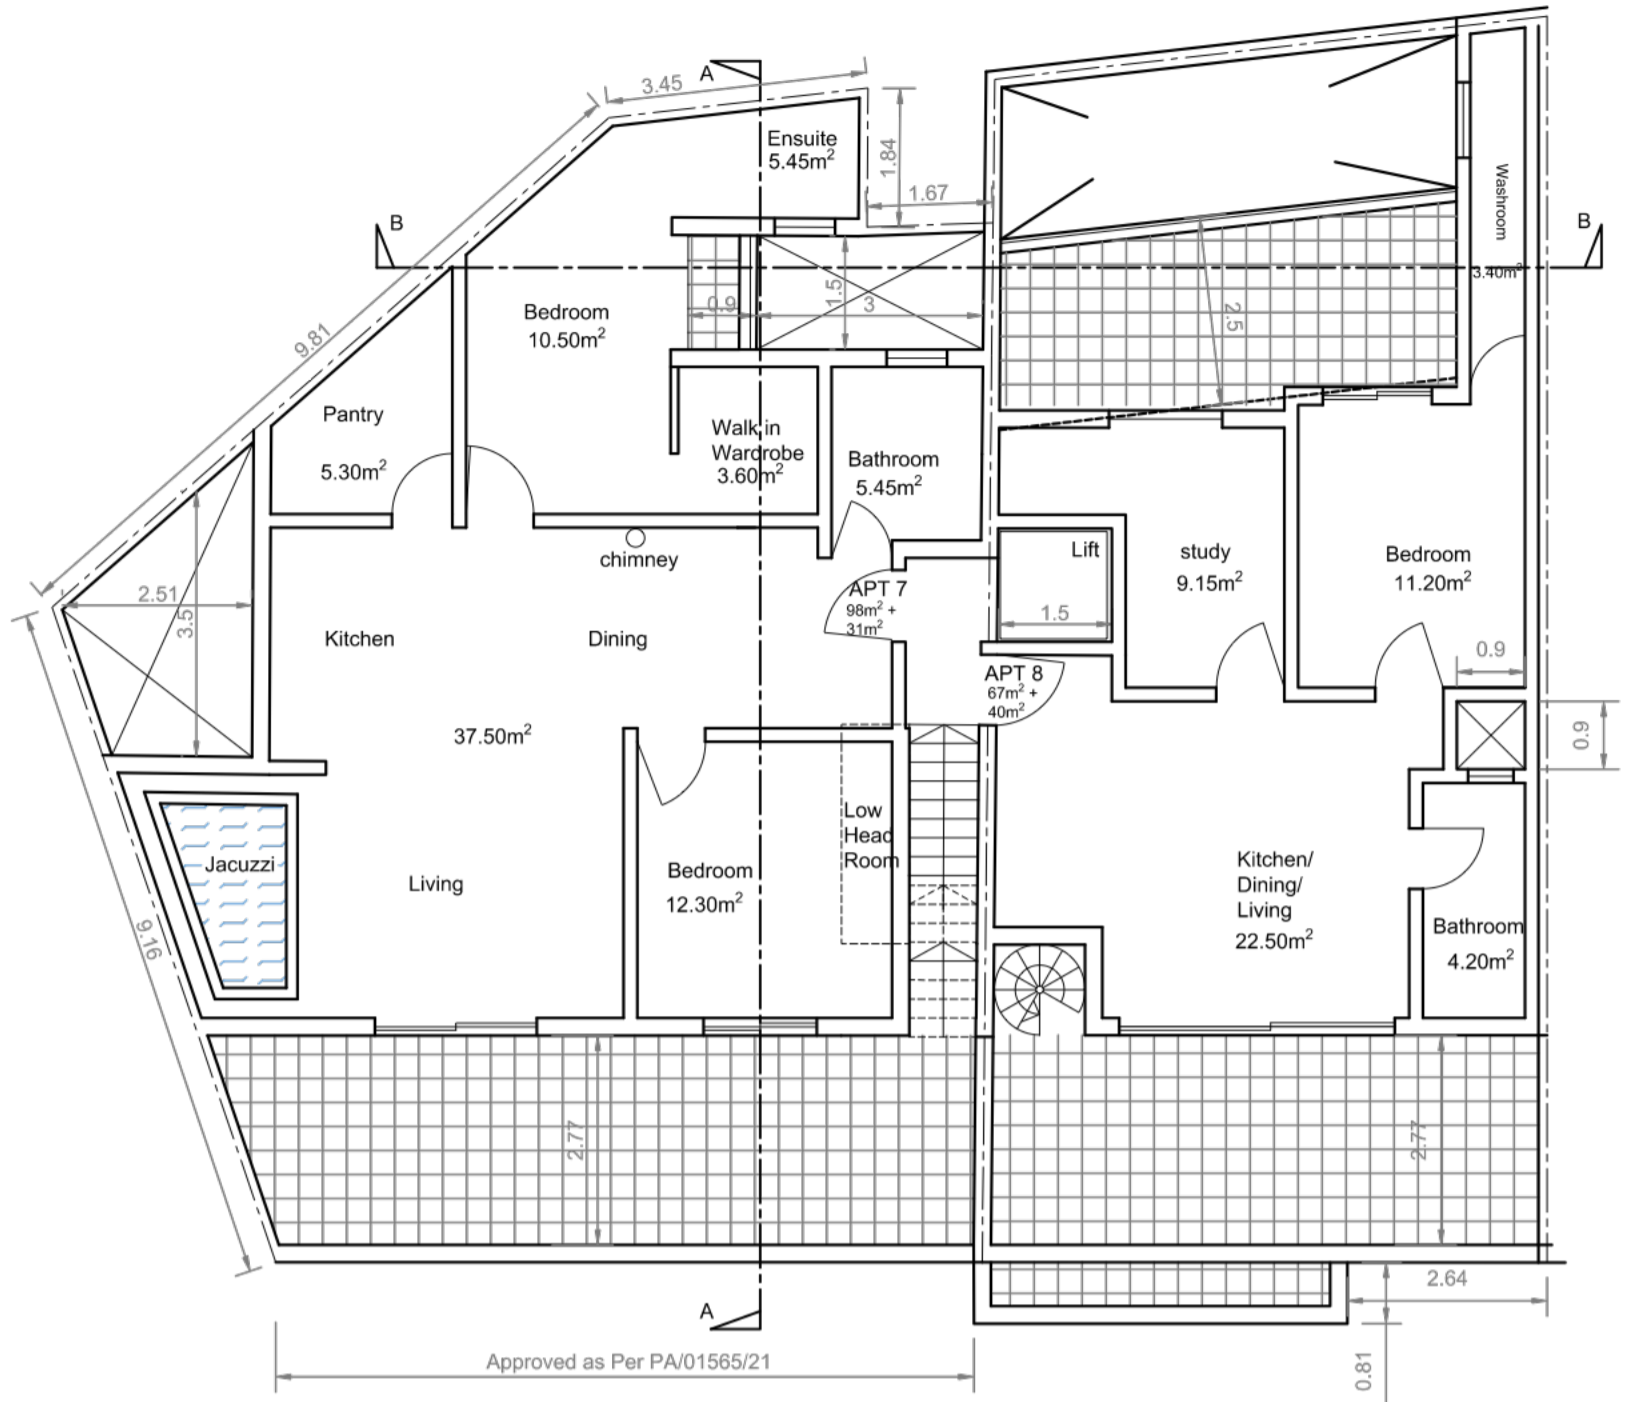 A
3.45
Ensuite
5.45m²
1.84
1.67
B
B
Washroom
3.40m²
9.81
Bedroom
10.50m²
0.9
1.5
3
2.5
Pantry
5.30m²
Walk in
Wardrobe
3.60m²
Bathroom
5.45m²
chimney
Lift
1.5
study
9.15m²
Bedroom
11.20m²
2.51
3.5
Kitchen
Dining
APT 7
98m² +
31m²
APT 8
67m² +
40m²
0.9
0.9
37.50m²
Low
Head
Room
Jacuzzi
Living
Bedroom
12.30m²
Kitchen/
Dining/
Living
22.50m²
Bathroom
4.20m²
9.16
2.77
2.77
A
2.64
0.81
Approved as Per PA/01565/21